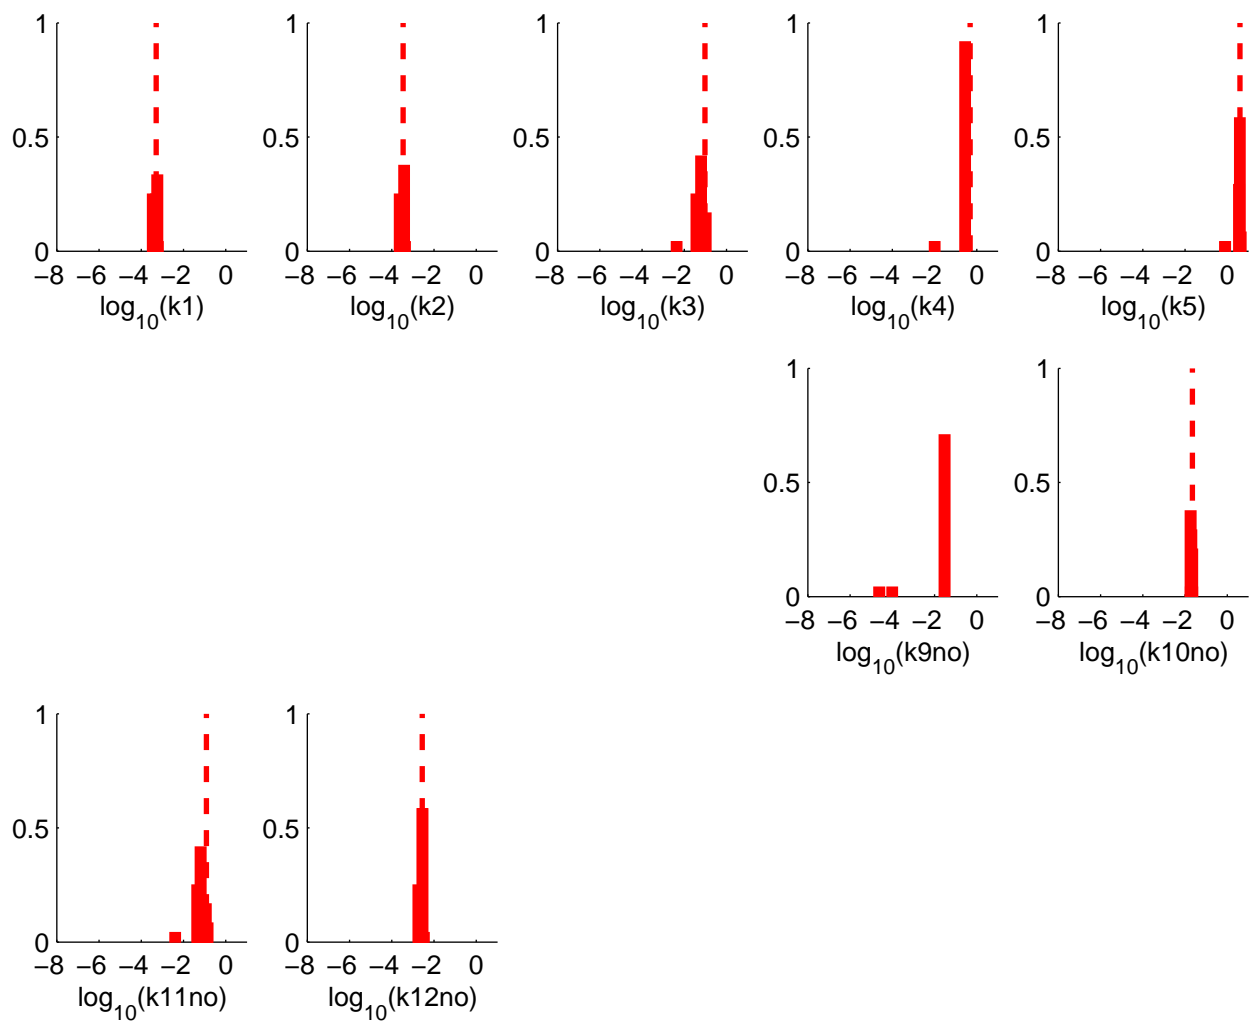 1 1 1 1 1
0.5 0.5 0.5 0.5 0.5
0 0 0 0 0
−8 −6 −4 −2 0 −8 −6 −4 −2 0 −8 −6 −4 −2 0 −8 −6 −4 −2 0 −8 −6 −4 −2 0
log10(k1) log10(k2) log10(k3) log10(k4) log10(k5)
1 1
0.5 0.5
0 0
−8 −6 −4 −2 0 −8 −6 −4 −2 0
log10(k9no) log10(k10no)
1 1
0.5 0.5
0 0
−8 −6 −4 −2 0 −8 −6 −4 −2 0
log10(k11no) log10(k12no)